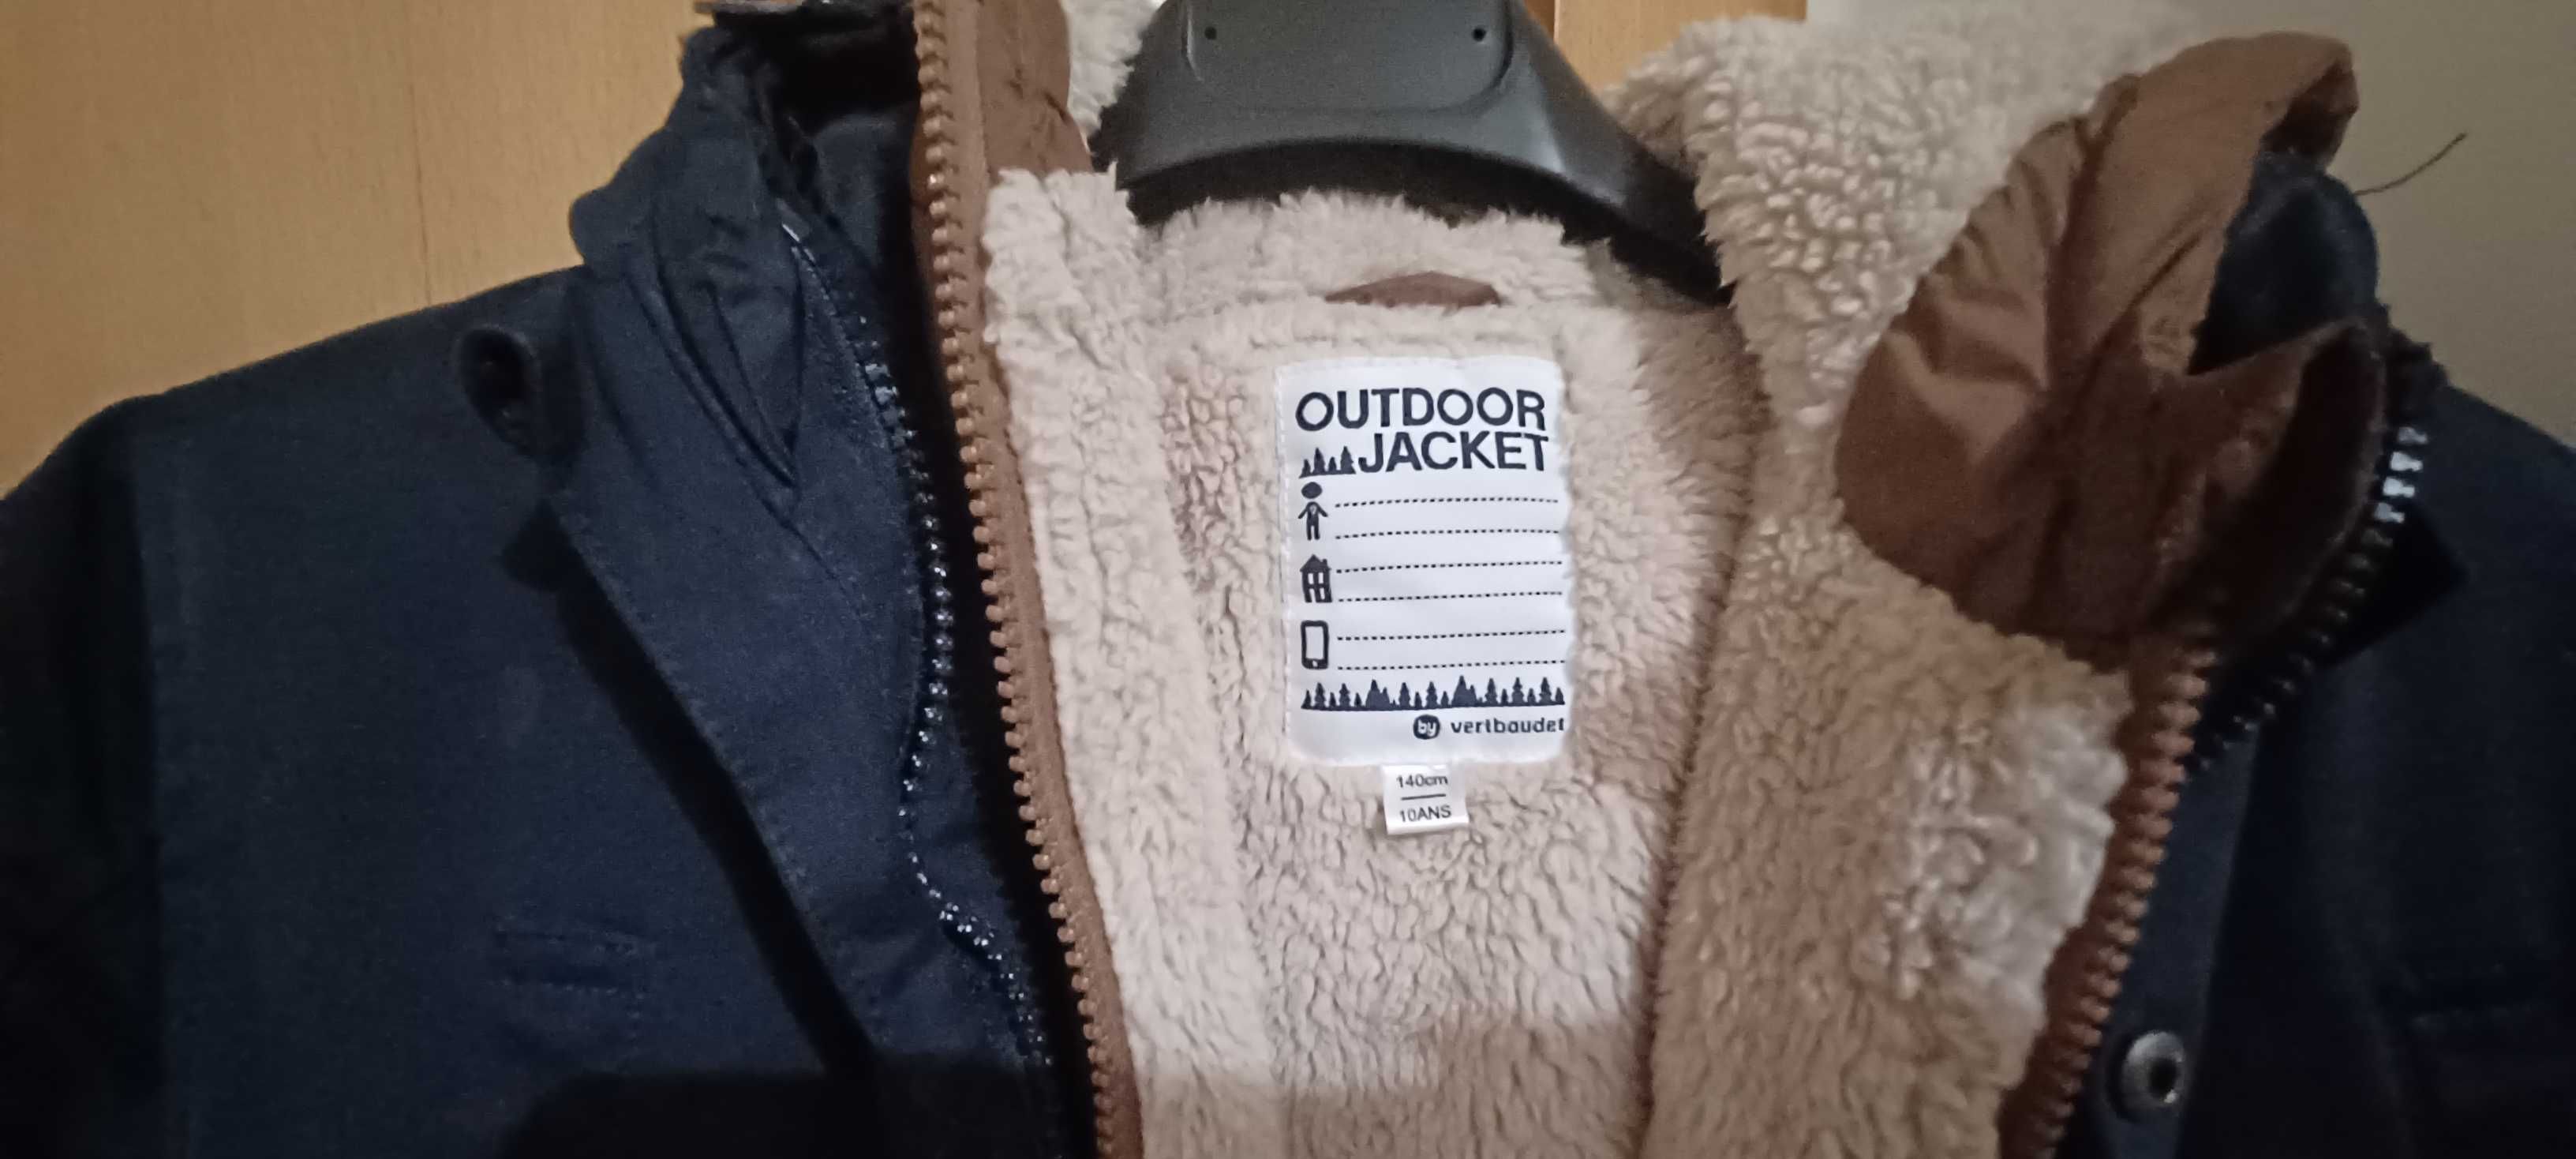 OUTDOOR
JACKET
by vertbaudet
140cm
10ANS